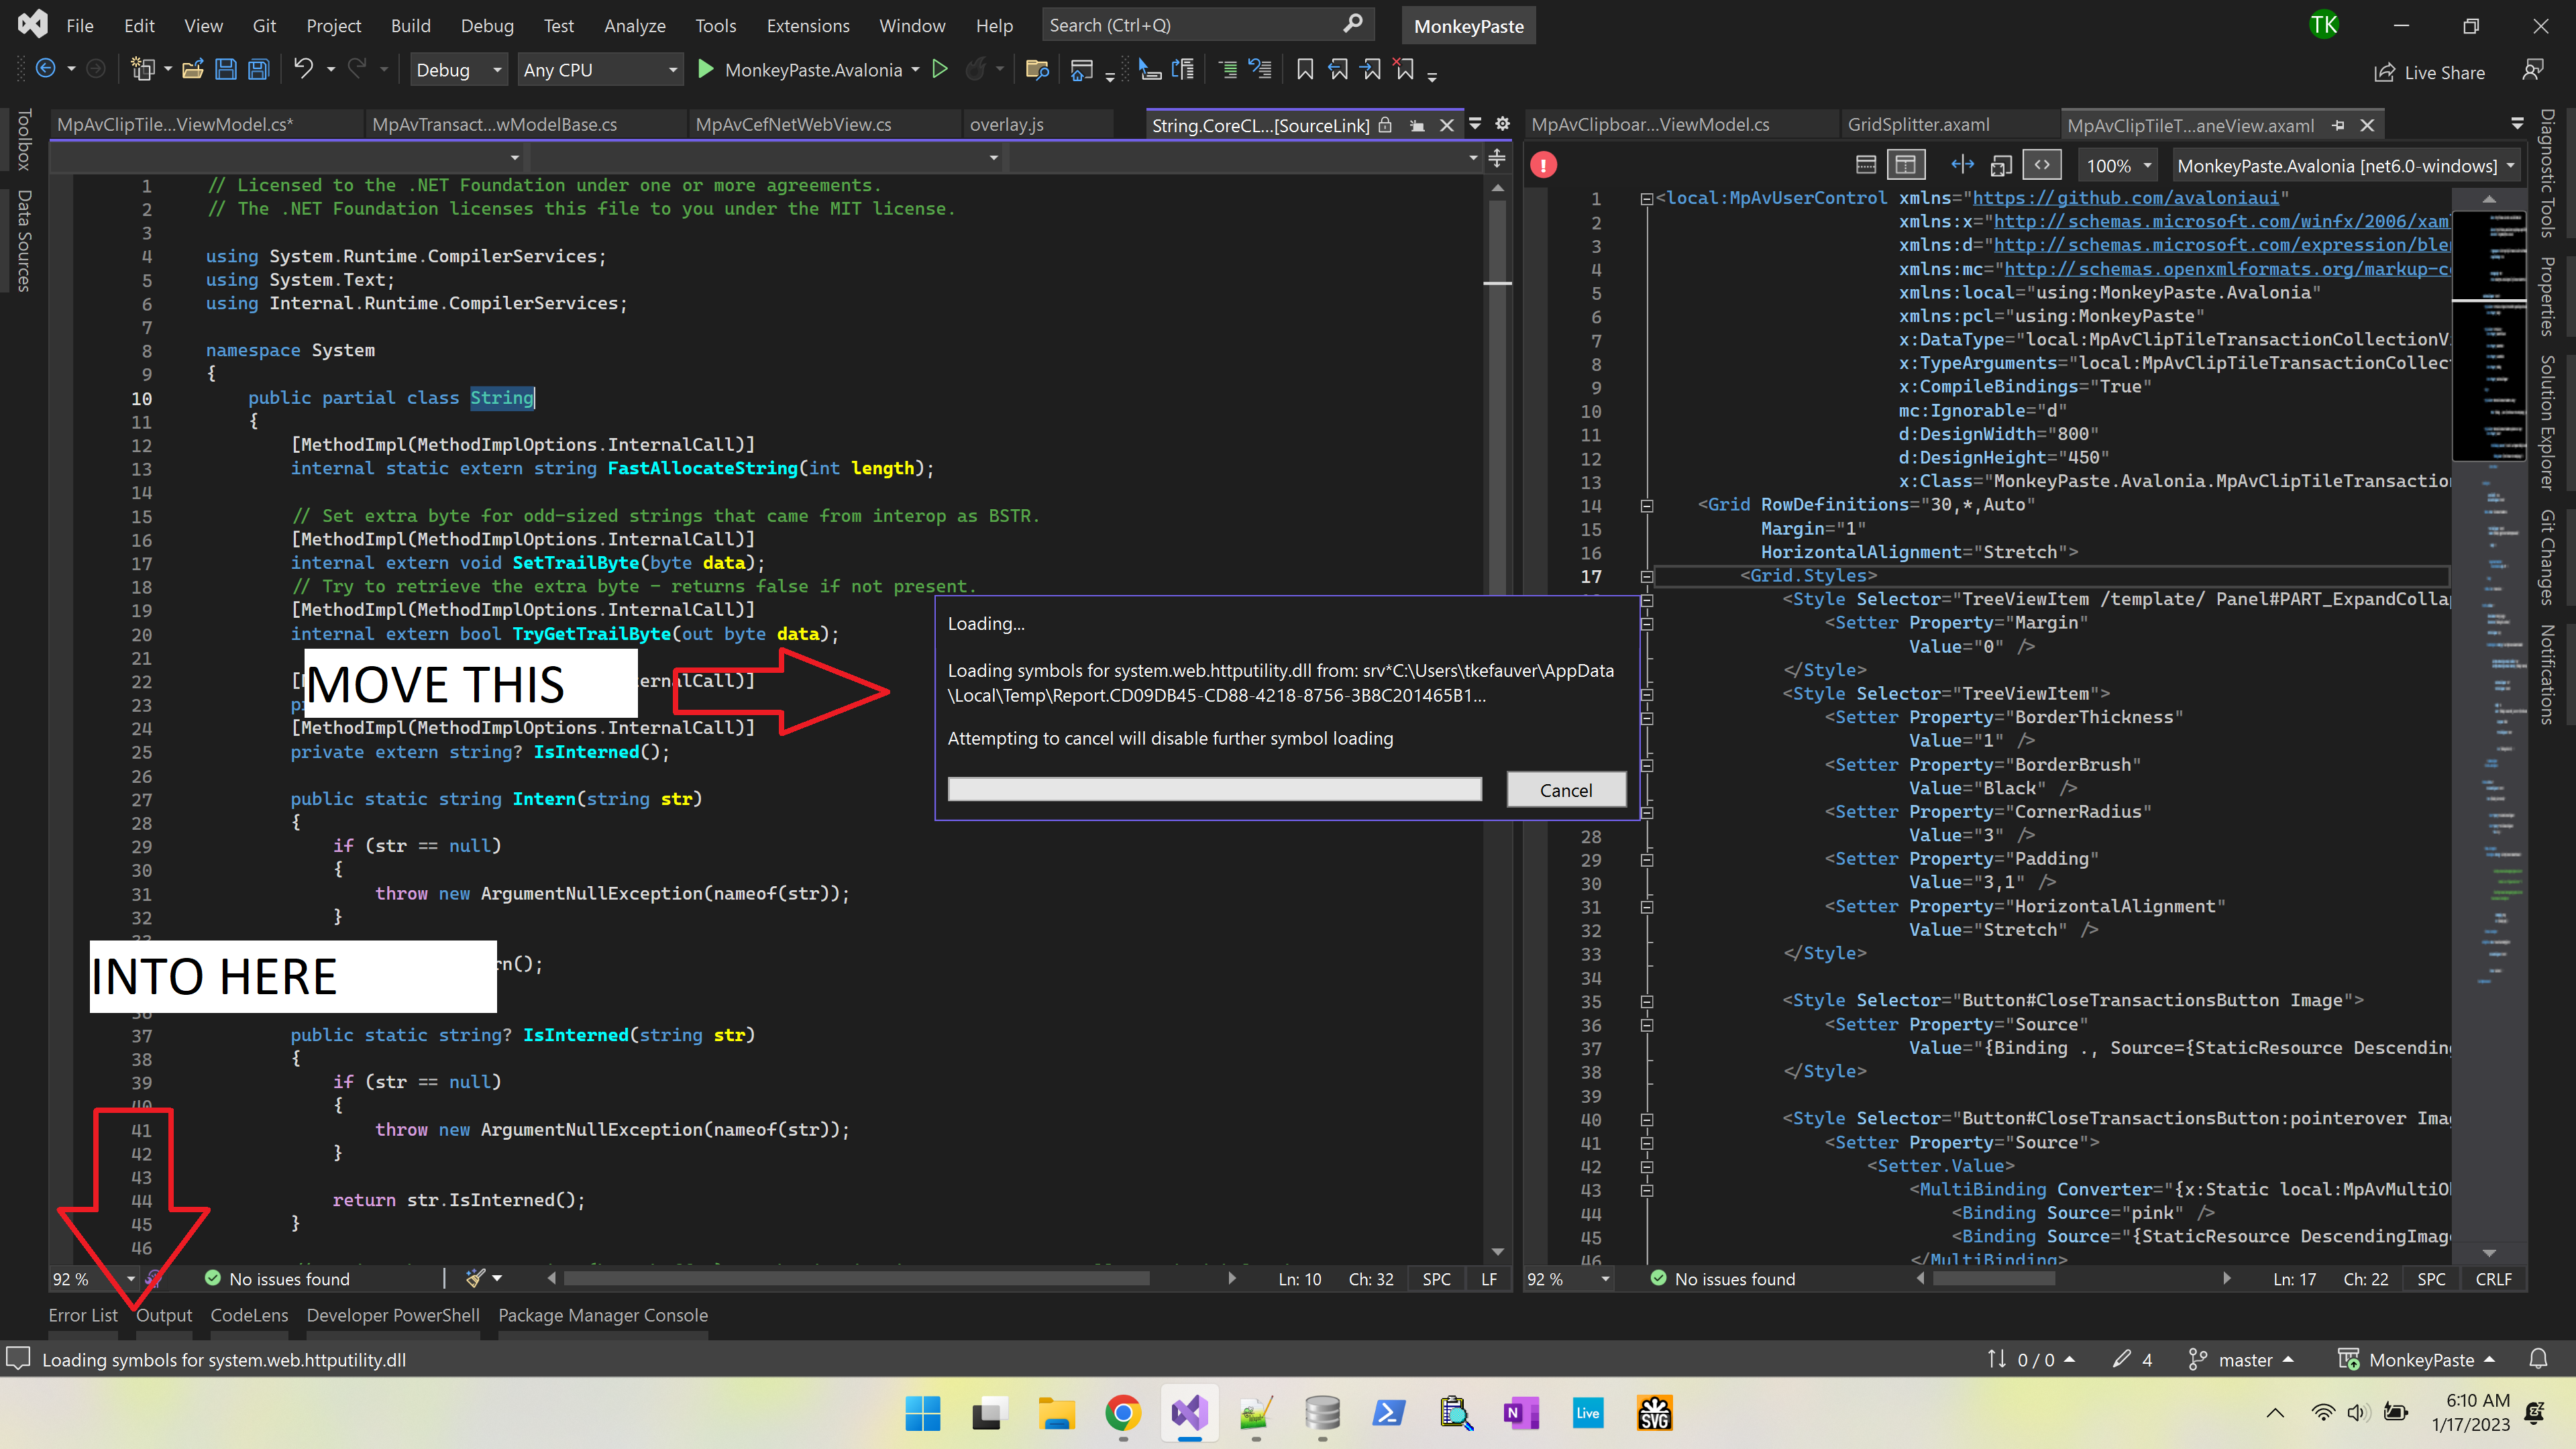 File Edit View Git Project Build Debug Test Analyze Tools Extensions Window Help Search (Ctrl+Q) MonkeyPaste TK
Debug Any CPU MonkeyPaste.Avalonia Live Share
Toolbox
Data Sources
MpAvClipTile...ViewModel.cs* MpAvTransact...wModelBase.cs MpAvCefNetWebView.cs overlay.js String.CoreCL...[SourceLink]
1 // Licensed to the .NET Foundation under one or more agreements.
2 // The .NET Foundation licenses this file to you under the MIT license.
3
4 using System.Runtime.CompilerServices;
5 using System.Text;
6 using Internal.Runtime.CompilerServices;
7
8 namespace System
9 {
10 public partial class String
11 {
12 [MethodImpl(MethodImplOptions.InternalCall)]
13 internal static extern string FastAllocateString(int length);
14
15 // Set extra byte for odd-sized strings that came from interop as BSTR.
16 [MethodImpl(MethodImplOptions.InternalCall)]
17 internal extern void SetTrailByte(byte data);
18 // Try to retrieve the extra byte - returns false if not present.
19 [MethodImpl(MethodImplOptions.InternalCall)]
20 internal extern bool TryGetTrailByte(out byte data);
21
22 [ ernalCall)]
23
24 [MethodImpl(MethodImplOptions.InternalCall)]
25 private extern string? IsInterned();
26
27 public static string Intern(string str)
28 {
29 if (str == null)
30 {
31 throw new ArgumentNullException(nameof(str));
32 }
rn();
37 public static string? IsInterned(string str)
38 {
39 if (str == null)
40 {
41 throw new ArgumentNullException(nameof(str));
42 }
43
44 return str.IsInterned();
45 }
46
MOVE THIS
INTO HERE
Loading...
Loading symbols for system.web.httputility.dll from: srv*C:\Users\tkefauver\AppData
\Local\Temp\Report.CD09DB45-CD88-4218-8756-3B8C201465B1...
Attempting to cancel will disable further symbol loading
Cancel
92 % No issues found Ln: 10 Ch: 32 SPC LF
MpAvClipboar...ViewModel.cs GridSplitter.axaml MpAvClipTileT...aneView.axaml
! 100% MonkeyPaste.Avalonia [net6.0-windows]
1 <local:MpAvUserControl xmlns="https://github.com/avaloniaui"
2 xmlns:x="http://schemas.microsoft.com/winfx/2006/xam
3 xmlns:d="http://schemas.microsoft.com/expression/ble
4 xmlns:mc="http://schemas.openxmlformats.org/markup-c
5 xmlns:local="using:MonkeyPaste.Avalonia"
6 xmlns:pcl="using:MonkeyPaste"
7 x:DataType="local:MpAvClipTileTransactionCollectionV
8 x:TypeArguments="local:MpAvClipTileTransactionCollect
9 x:CompileBindings="True"
10 mc:Ignorable="d"
11 d:DesignWidth="800"
12 d:DesignHeight="450"
13 x:Class="MonkeyPaste.Avalonia.MpAvClipTileTransaction
14 <Grid RowDefinitions="30,*,Auto"
15 Margin="1"
16 HorizontalAlignment="Stretch">
17 <Grid.Styles>
<Style Selector="TreeViewItem /template/ Panel#PART_ExpandColla
<Setter Property="Margin"
Value="0" />
</Style>
<Style Selector="TreeViewItem">
<Setter Property="BorderThickness"
Value="1" />
<Setter Property="BorderBrush"
Value="Black" />
<Setter Property="CornerRadius"
28 Value="3" />
29 <Setter Property="Padding"
30 Value="3,1" />
31 <Setter Property="HorizontalAlignment"
32 Value="Stretch" />
33 </Style>
34
35 <Style Selector="Button#CloseTransactionsButton Image">
36 <Setter Property="Source"
37 Value="{Binding ., Source={StaticResource Descending
38 </Style>
39
40 <Style Selector="Button#CloseTransactionsButton:pointerover Ima
41 <Setter Property="Source">
42 <Setter.Value>
43 <MultiBinding Converter="{x:Static local:MpAvMultiO
44 <Binding Source="pink" />
45 <Binding Source="{StaticResource DescendingImag
46 </MultiBinding>
92 % No issues found Ln: 17 Ch: 22 SPC CRLF
Diagnostic Tools
Properties
Solution Explorer
Git Changes
Notifications
Error List Output CodeLens Developer PowerShell Package Manager Console
Loading symbols for system.web.httputility.dll 0 / 0 4 master MonkeyPaste
N Live SVG
6:10 AM
1/17/2023